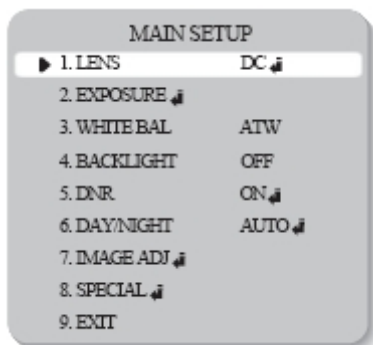 MAIN SETUP
1. LENS DC
2. EXPOSURE
3. WHITE BAL ATW
4. BACKLIGHT OFF
5. DNR ON
6. DAY/NIGHT AUTO
7. IMAGE ADJ
8. SPECIAL
9. EXIT